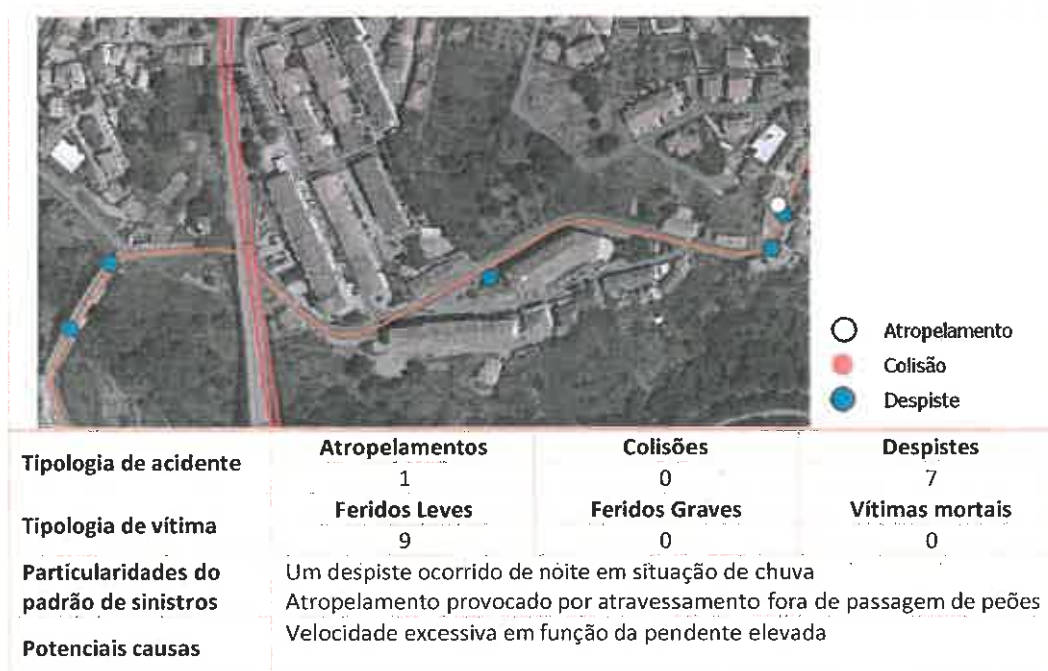 Atropelamento
Colisão
Despiste
Tipologia de acidente
Atropelamentos
Colisões
Despistes
1
0
7
Tipologia de vítima
Feridos Leves
Feridos Graves
Vítimas mortais
9
0
0
Particularidades do
padrão de sinistros
Um despiste ocorrido de noite em situação de chuva
Atropelamento provocado por atravessamento fora de passagem de peões
Potenciais causas
Velocidade excessiva em função da pendente elevada